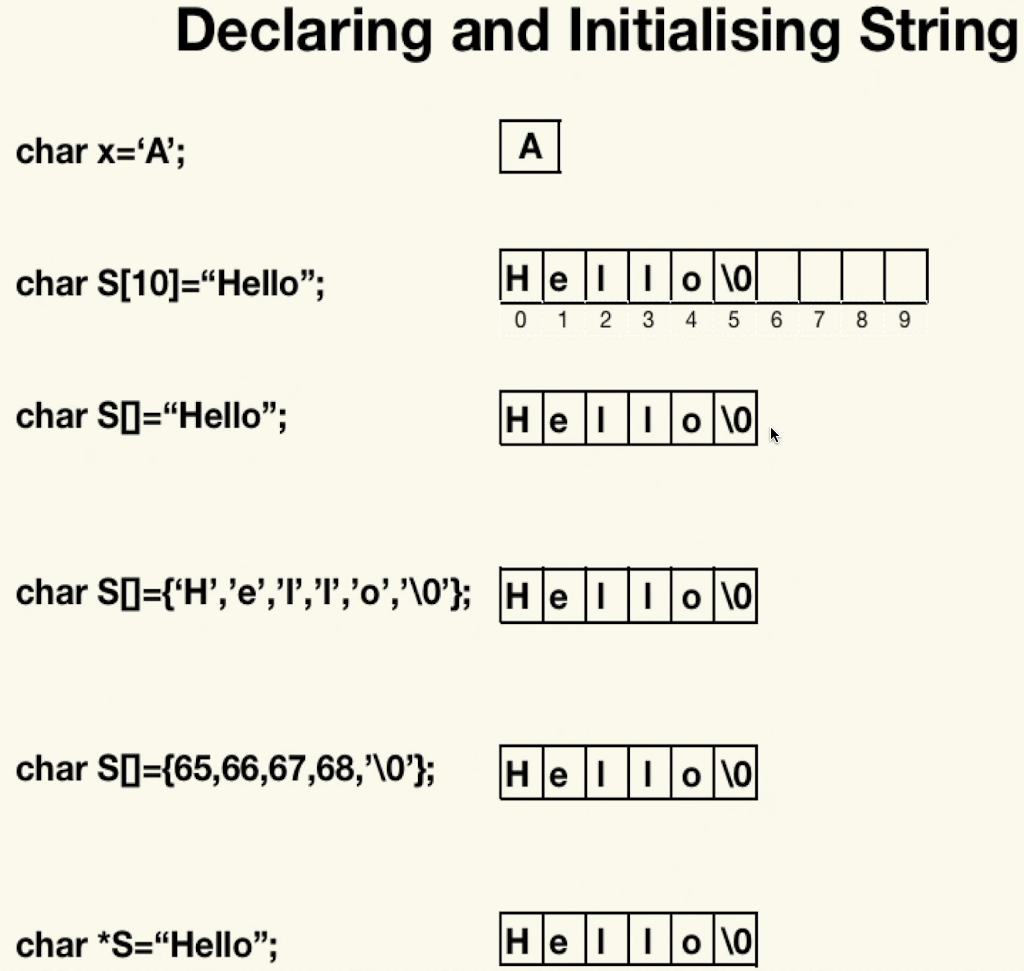 Declaring and Initialising String
char x=‘A’; A
char S[10]=“Hello”; H e l l o \0
0 1 2 3 4 5 6 7 8 9
char S[]=“Hello”; H e l l o \0
char S[]={‘H’,’e’,’l’,’l’,’o’,’\0’}; H e l l o \0
char S[]={65,66,67,68,’\0’}; H e l l o \0
char *S=“Hello”; H e l l o \0